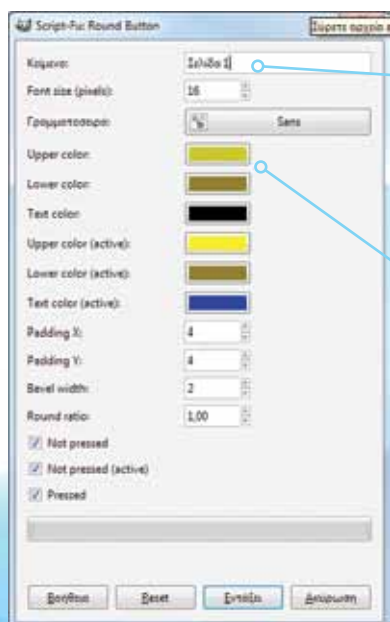 Script-Fu: Round Button
Σύρετε αρχείο
Κείμενο: Σελίδα 1
Font size (pixels): 16
Γραμματοσειρά: Sans
Upper color:
Lower color:
Text color:
Upper color (active):
Lower color (active):
Text color (active):
Padding X: 4
Padding Y: 4
Bevel width: 2
Round ratio: 1,00
Not pressed
Not pressed (active)
Pressed
Βοήθεια Reset Εντάξει Ακύρωση